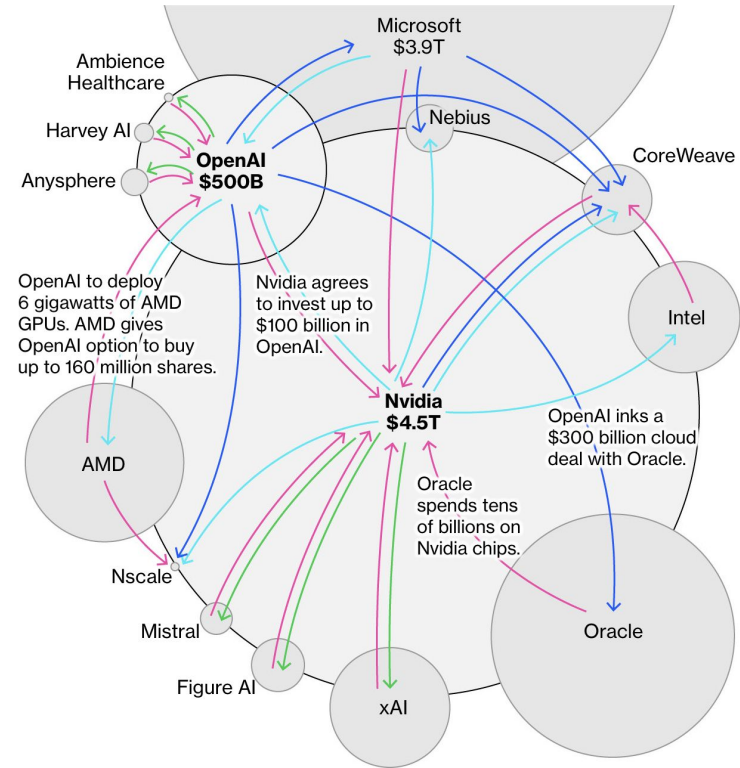 Microsoft
$3.9T
Ambience
Healthcare
Nebius
Harvey AI
OpenAI
$500B
CoreWeave
Anysphere
OpenAI to deploy
6 gigawatts of AMD
GPUs. AMD gives
OpenAI option to buy
up to 160 million shares.
Nvidia agrees
to invest up to
$100 billion in
OpenAI.
Intel
Nvidia
$4.5T
OpenAI inks a
$300 billion cloud
deal with Oracle.
AMD
Oracle
spends tens
of billions on
Nvidia chips.
Nscale
Mistral
Oracle
Figure AI
xAI